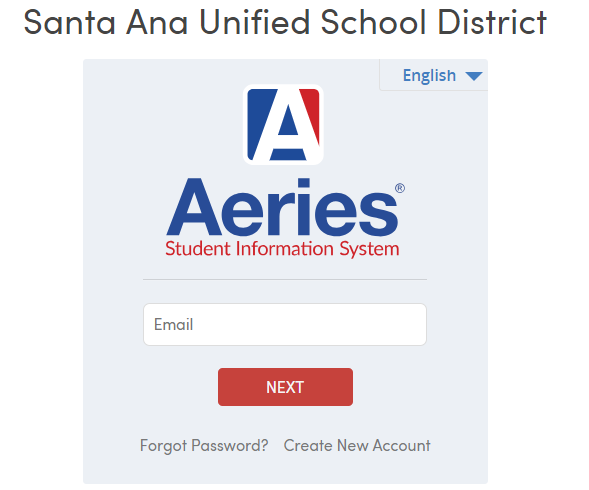 Santa Ana Unified School District
English
A
Aeries®
Student Information System
Email
NEXT
Forgot Password? Create New Account